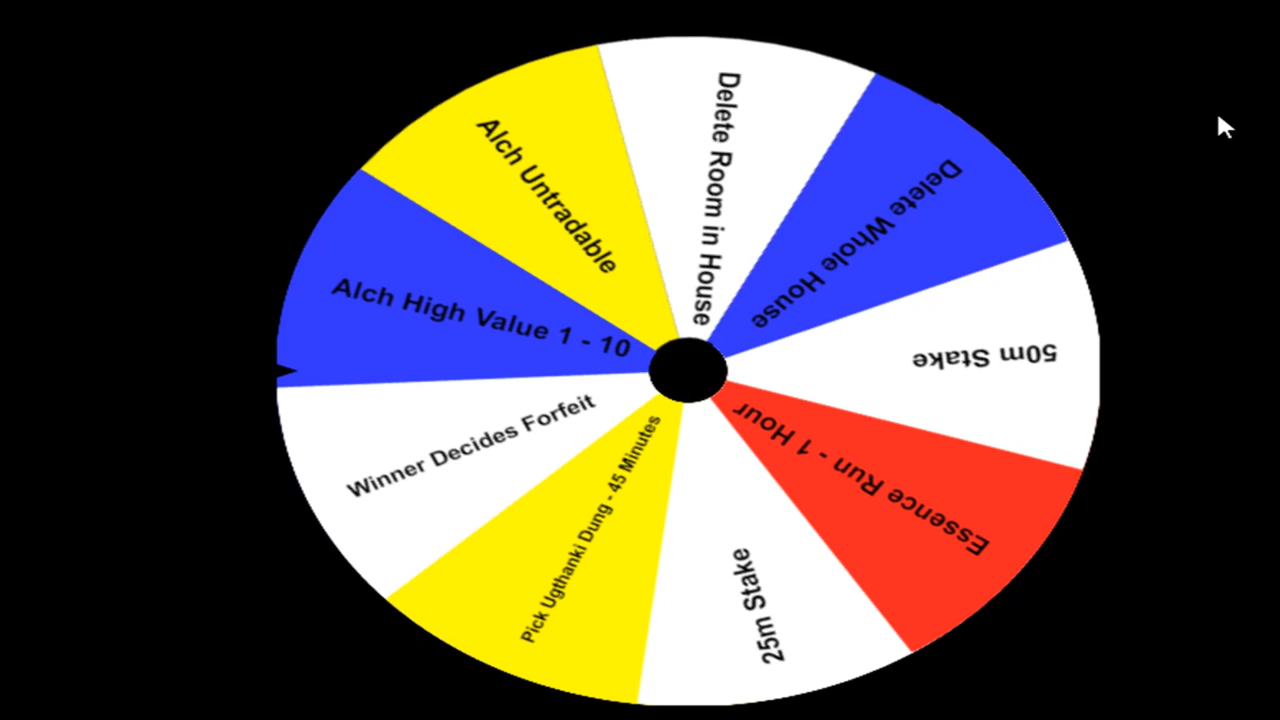 Delete Room in House
Delete Whole House
50m Stake
Essence Run - 1 Hour
25m Stake
Pick Ugthanki Dung - 45 Minutes
Winner Decides Forfeit
Alch High Value 1 - 10
Alch Untradable